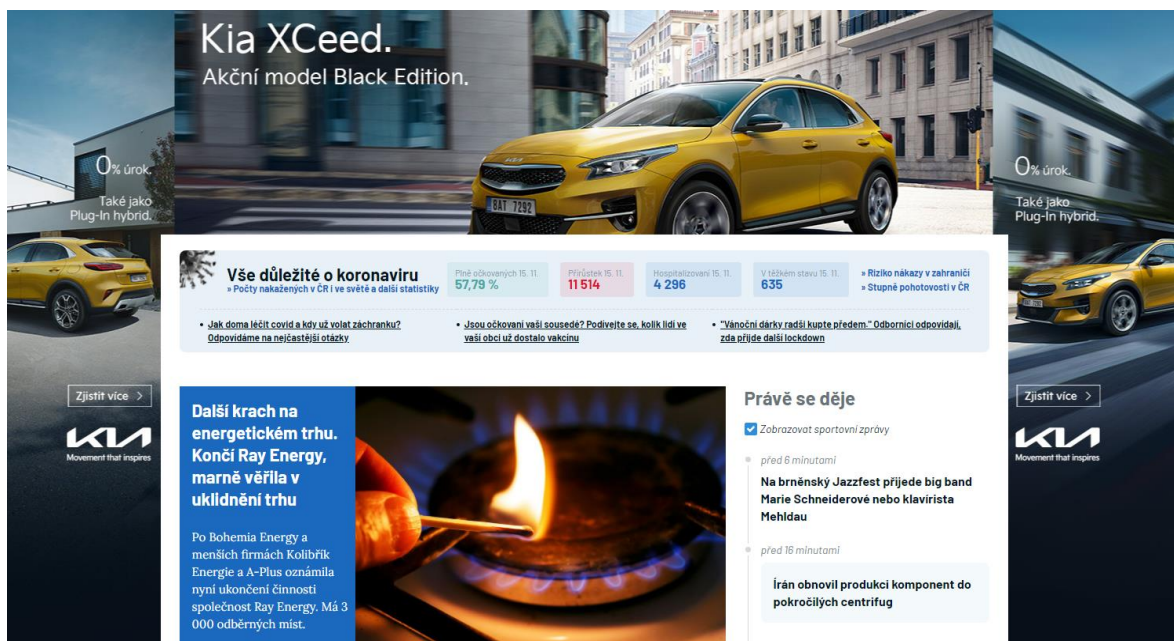 Kia XCeed.
Akční model Black Edition.
0% úrok.
Také jako
Plug-In hybrid.
Zjistit více >
KIA
Movement that inspires
8AT 7292
0% úrok.
Také jako
Plug-In hybrid.
Zjistit více >
KIA
Movement that inspires
Vše důležité o koronaviru
» Počty nakažených v ČR i ve světě a další statistiky
Plně očkovaných 15. 11.
57,79 %
Přírůstek 15. 11.
11 514
Hospitalizovaní 15. 11.
4 296
V těžkém stavu 15. 11.
635
» Riziko nákazy v zahraničí
» Stupně pohotovosti v ČR
• Jak doma léčit covid a kdy už volat záchranku?
Odpovídáme na nejčastější otázky
• Jsou očkovaní vaši sousedé? Podívejte se, kolik lidí ve
vaší obci už dostalo vakcínu
• "Vánoční dárky radši kupte předem." Odborníci odpovídají,
zda přijde další lockdown
Další krach na
energetickém trhu.
Končí Ray Energy,
marně věřila v
uklidnění trhu
Po Bohemia Energy a
menších firmách Kolibřík
Energie a A-Plus oznámila
nyní ukončení činnosti
společnost Ray Energy. Má 3
000 odběrných míst.
Právě se děje
Zobrazovat sportovní zprávy
před 6 minutami
Na brněnský Jazzfest přijede big band
Marie Schneiderové nebo klavírista
Mehldau
před 16 minutami
Írán obnovil produkci komponent do
pokročilých centrifug